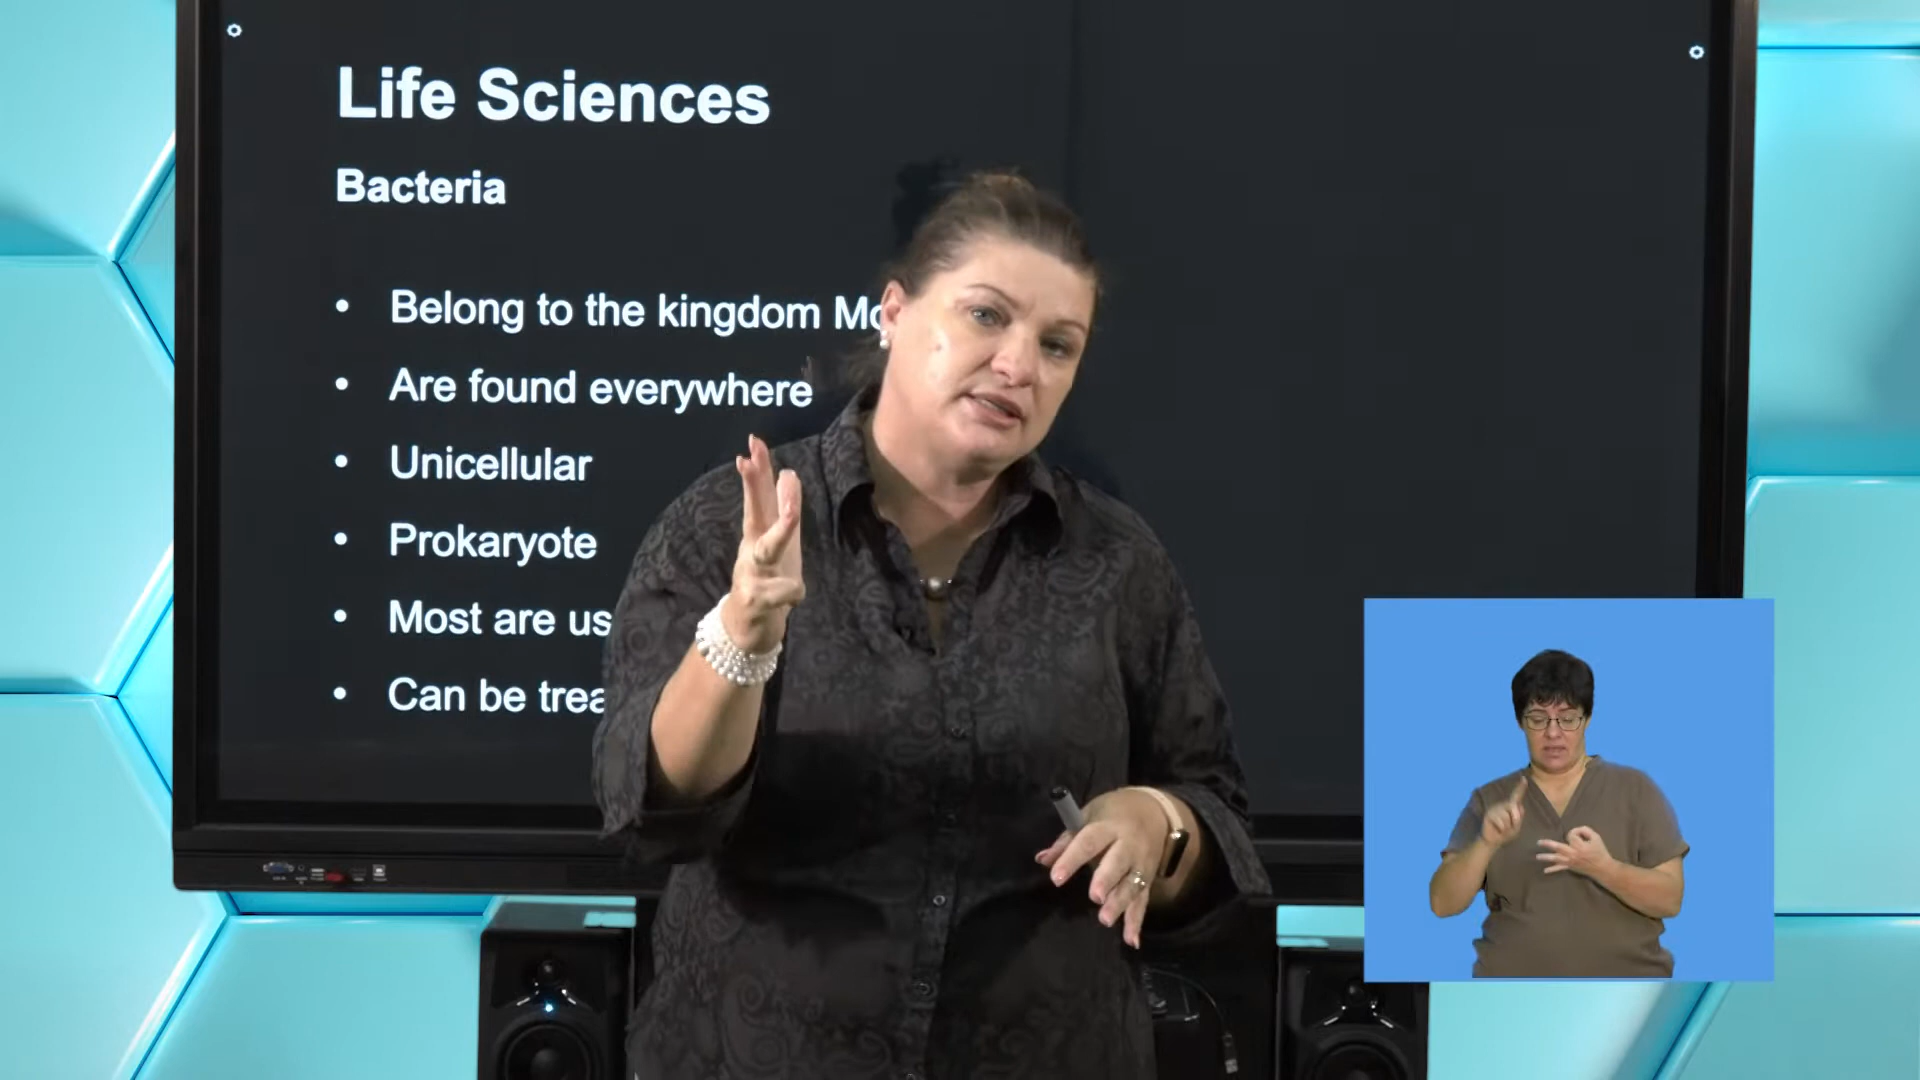 Life Sciences
Bacteria
• Belong to the kingdom
• Are found everywhere
• Unicellular
• Prokaryote
• Most are
• Can be